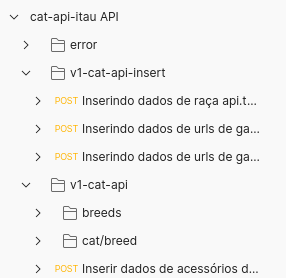 cat-api-itau API
error
v1-cat-api-insert
POST Inserindo dados de raça api.t...
POST Inserindo dados de urls de ga...
POST Inserindo dados de urls de ga...
v1-cat-api
breeds
cat/breed
POST Inserir dados de acessórios d...